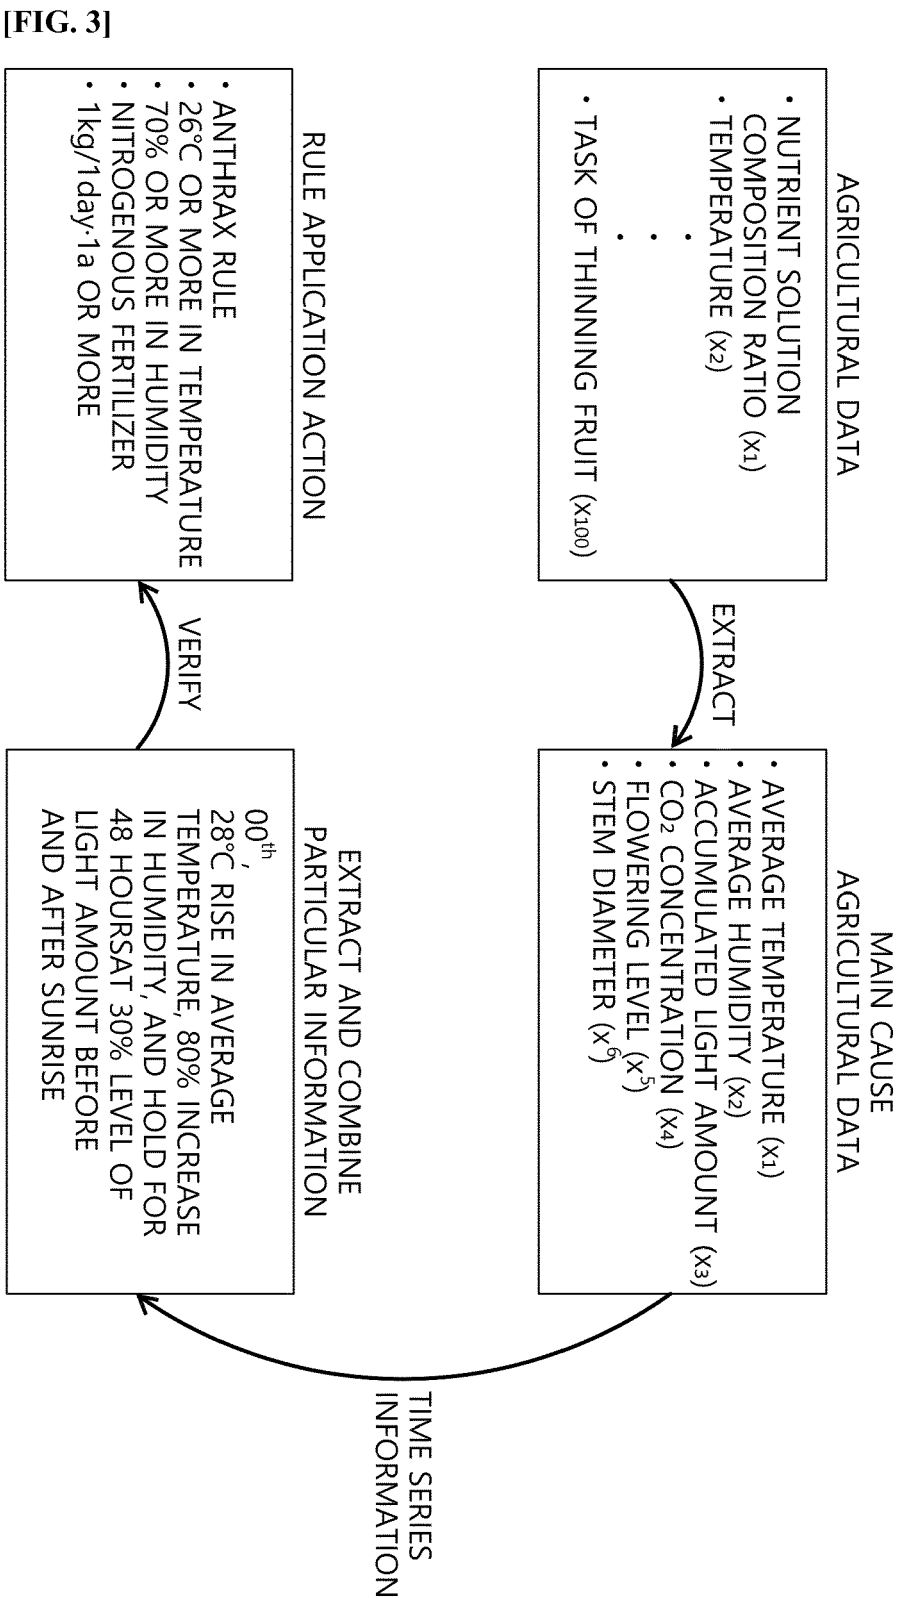 [FIG. 3]
AGRICULTURAL DATA
• NUTRIENT SOLUTION
COMPOSITION RATIO (X1)
• TEMPERATURE (X2)
• TASK OF THINNING FRUIT (X100)
EXTRACT
MAIN CAUSE
AGRICULTURAL DATA
• AVERAGE TEMPERATURE (X1)
• AVERAGE HUMIDITY (X2)
• ACCUMULATED LIGHT AMOUNT (X3)
• CO₂ CONCENTRATION (X4)
• FLOWERING LEVEL (X⁵)
• STEM DIAMETER (X⁶)
TIME SERIES
INFORMATION
EXTRACT AND COMBINE
PARTICULAR INFORMATION
00th,
28°C RISE IN AVERAGE
TEMPERATURE, 80% INCREASE
IN HUMIDITY, AND HOLD FOR
48 HOURSAT 30% LEVEL OF
LIGHT AMOUNT BEFORE
AND AFTER SUNRISE
VERIFY
RULE APPLICATION ACTION
• ANTHRAX RULE
• 26°C OR MORE IN TEMPERATURE
• 70% OR MORE IN HUMIDITY
• NITROGENOUS FERTILIZER
• 1kg/1day·1a OR MORE